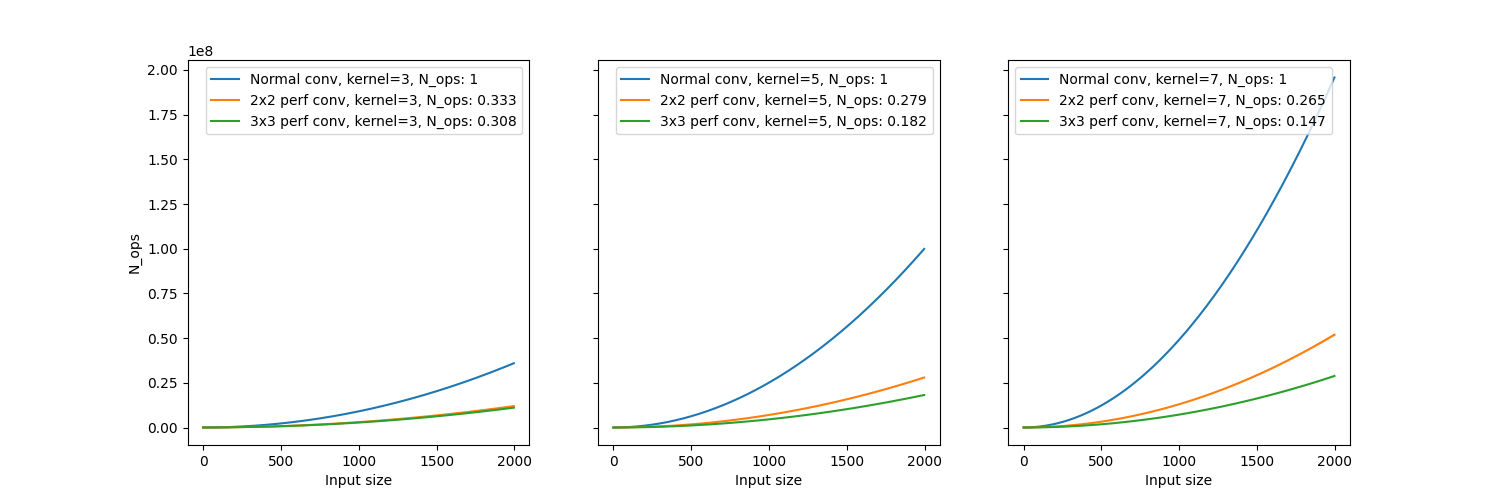 1e8
2.00
1.75
1.50
1.25
1.00
0.75
0.50
0.25
0.00
N_ops
Normal conv, kernel=3, N_ops: 1
2x2 perf conv, kernel=3, N_ops: 0.333
3x3 perf conv, kernel=3, N_ops: 0.308
0 500 1000 1500 2000
Input size
Normal conv, kernel=5, N_ops: 1
2x2 perf conv, kernel=5, N_ops: 0.279
3x3 perf conv, kernel=5, N_ops: 0.182
0 500 1000 1500 2000
Input size
Normal conv, kernel=7, N_ops: 1
2x2 perf conv, kernel=7, N_ops: 0.265
3x3 perf conv, kernel=7, N_ops: 0.147
0 500 1000 1500 2000
Input size